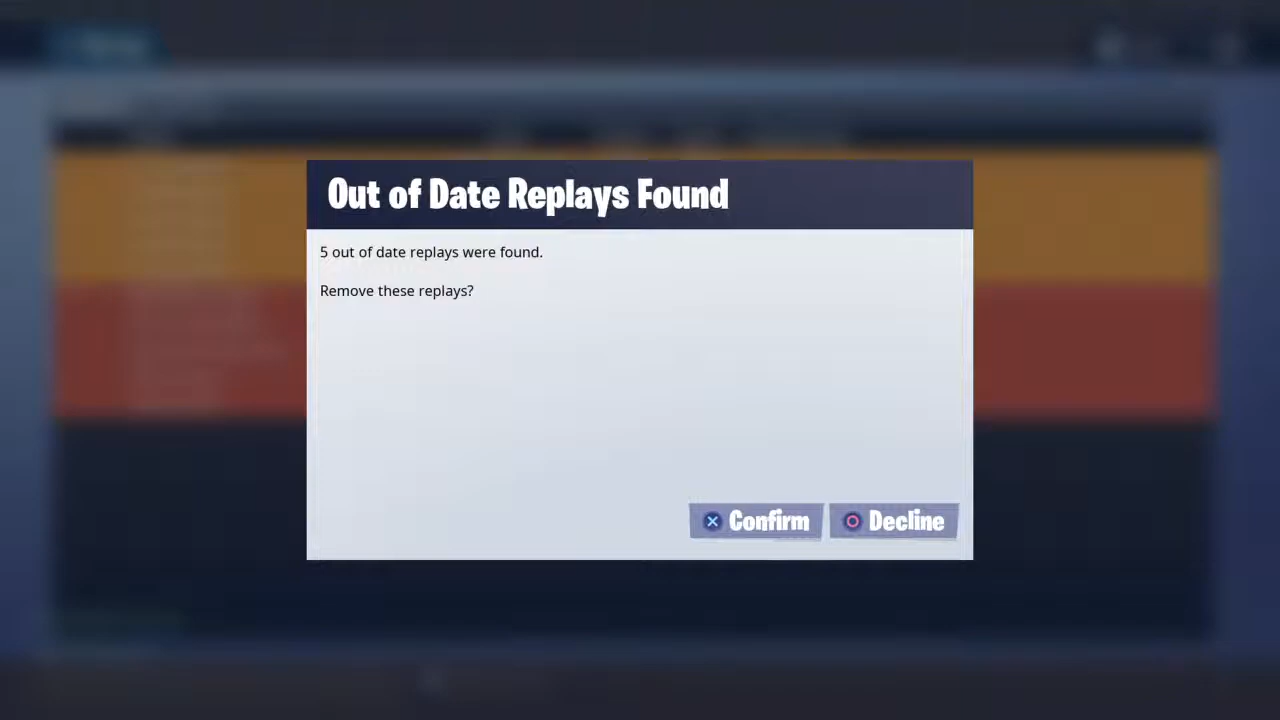 Out of Date Replays Found
5 out of date replays were found.
Remove these replays?
Confirm
Decline